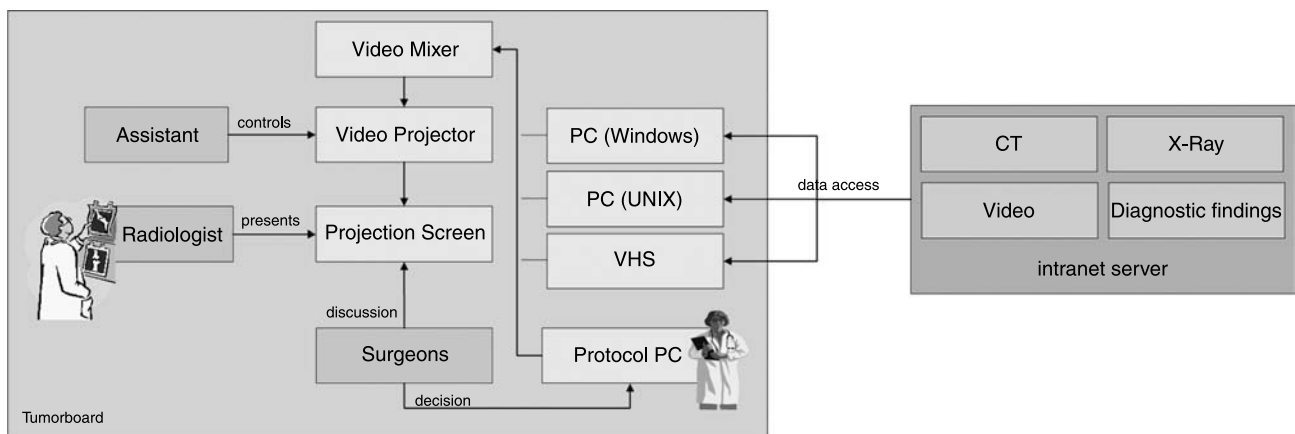 Video Mixer
Assistant
controls
Video Projector
PC (Windows)
CT
X-Ray
data access
PC (UNIX)
Video
Diagnostic findings
Radiologist
presents
Projection Screen
VHS
intranet server
discussion
Surgeons
Protocol PC
decision
Tumorboard